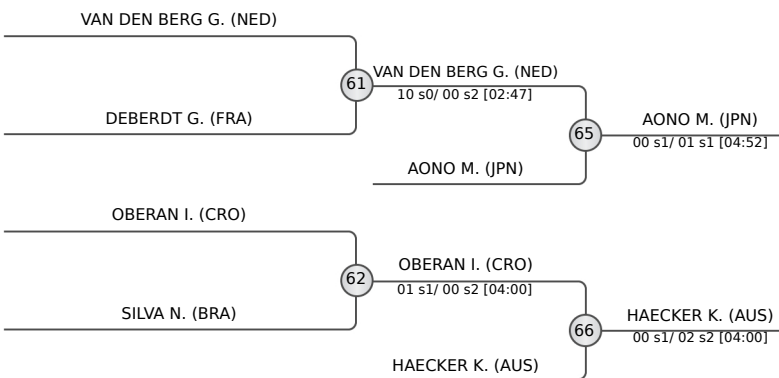 VAN DEN BERG G. (NED)
61
VAN DEN BERG G. (NED)
10 s0/ 00 s2 [02:47]
DEBERDT G. (FRA)
65
AONO M. (JPN)
00 s1/ 01 s1 [04:52]
AONO M. (JPN)
OBERAN I. (CRO)
62
OBERAN I. (CRO)
01 s1/ 00 s2 [04:00]
SILVA N. (BRA)
66
HAECKER K. (AUS)
00 s1/ 02 s2 [04:00]
HAECKER K. (AUS)